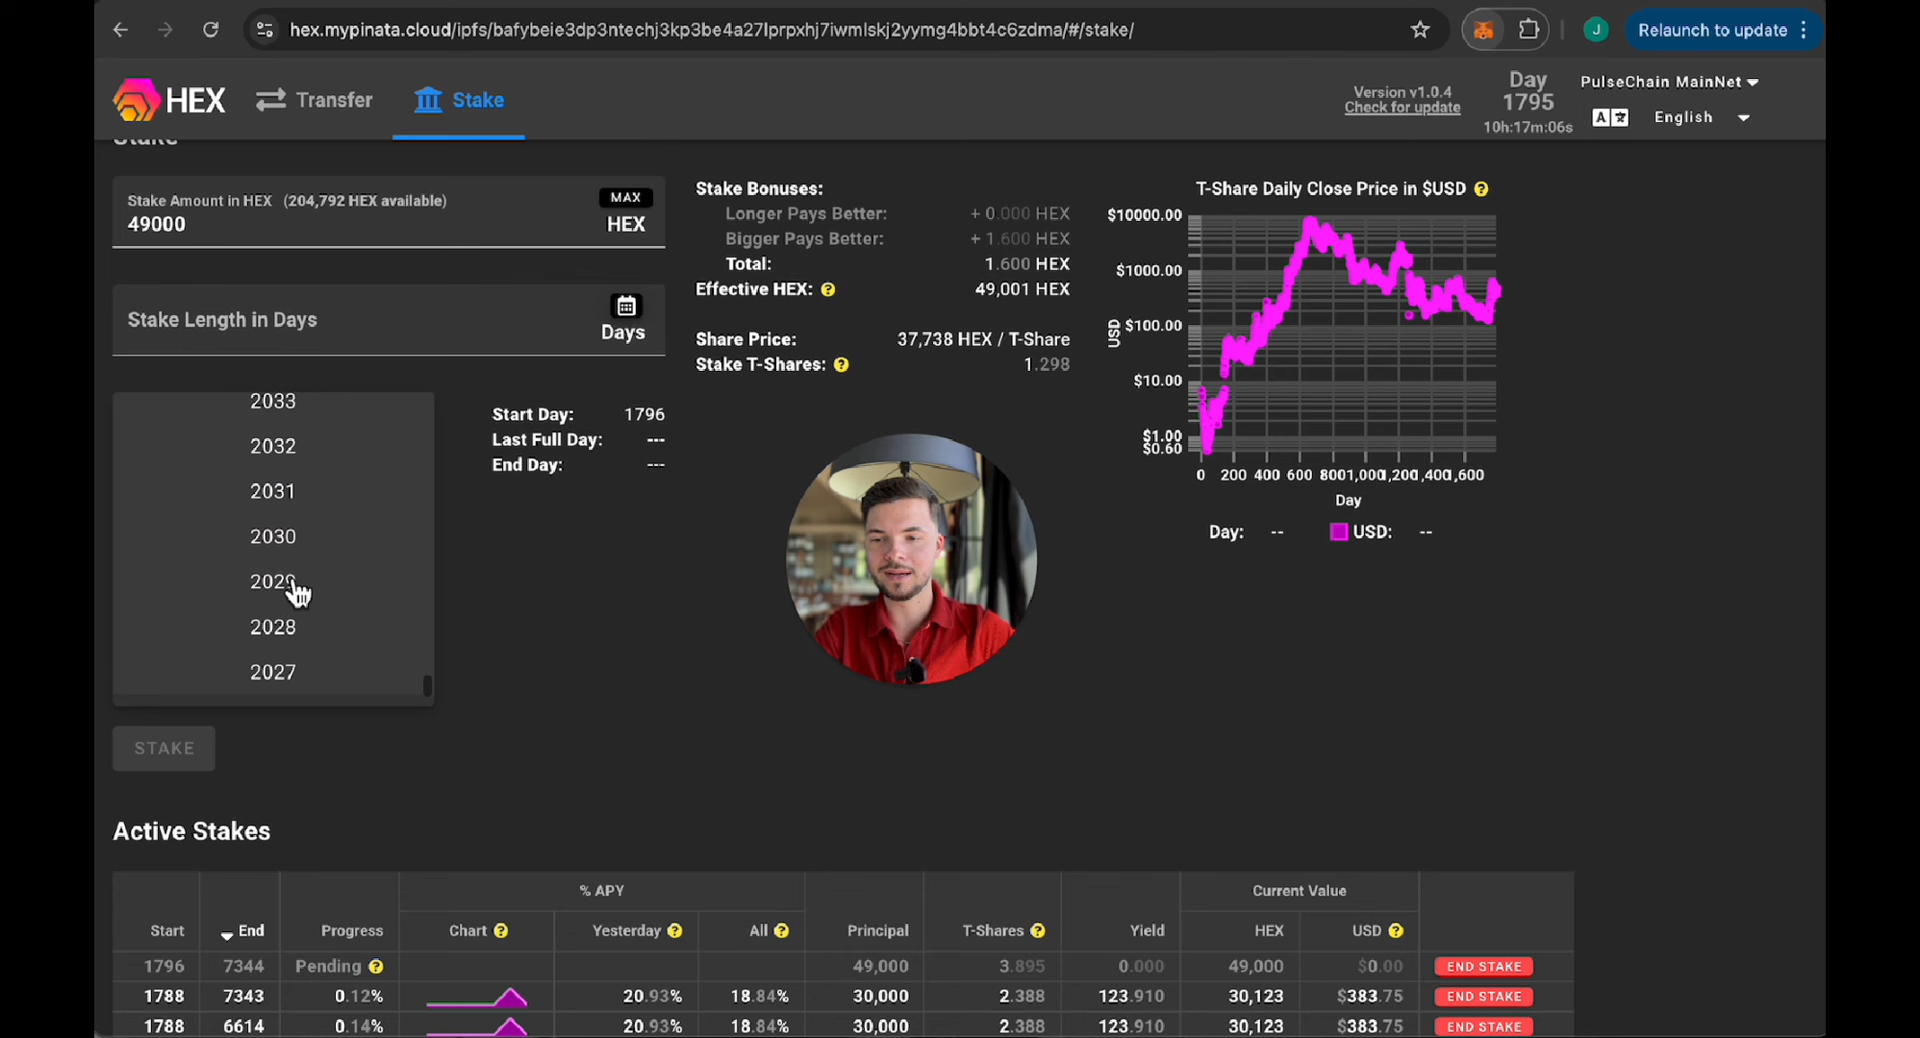 hex.mypinata.cloud/ipfs/bafybeie3dp3ntechj3kp3be4a27lprpxhj7iwmlskj2yymg4bbt4c6zdma/#/stake/
J
Relaunch to update
HEX
Transfer
Stake
Version v1.0.4
Check for update
Day
1795
10h:17m:06s
PulseChain MainNet
English
Stake
Stake Amount in HEX (204,792 HEX available)
MAX
49000
HEX
Stake Length in Days
Days
2033
2032
2031
2030
2029
2028
2027
Start Day: 1796
Last Full Day: ---
End Day: ---
STAKE
Stake Bonuses:
Longer Pays Better: + 0.000 HEX
Bigger Pays Better: + 1.600 HEX
Total: 1.600 HEX
Effective HEX: ? 49,001 HEX
Share Price: 37,738 HEX / T-Share
Stake T-Shares: ? 1.298
T-Share Daily Close Price in $USD ?
$10000.00
$1000.00
$100.00
$10.00
$1.00
$0.60
USD
0 200 400 600 800 1,000 1,200 1,400 1,600
Day
Day: -- USD: --
Active Stakes
% APY
Current Value
Start End Progress Chart ? Yesterday ? All ? Principal T-Shares ? Yield HEX USD ?
1796 7344 Pending ? 49,000 3.895 0.000 49,000 $0.00 END STAKE
1788 7343 0.12% 20.93% 18.84% 30,000 2.388 123.910 30,123 $383.75 END STAKE
1788 6614 0.14% 20.93% 18.84% 30,000 2.388 123.910 30,123 $383.75 END STAKE